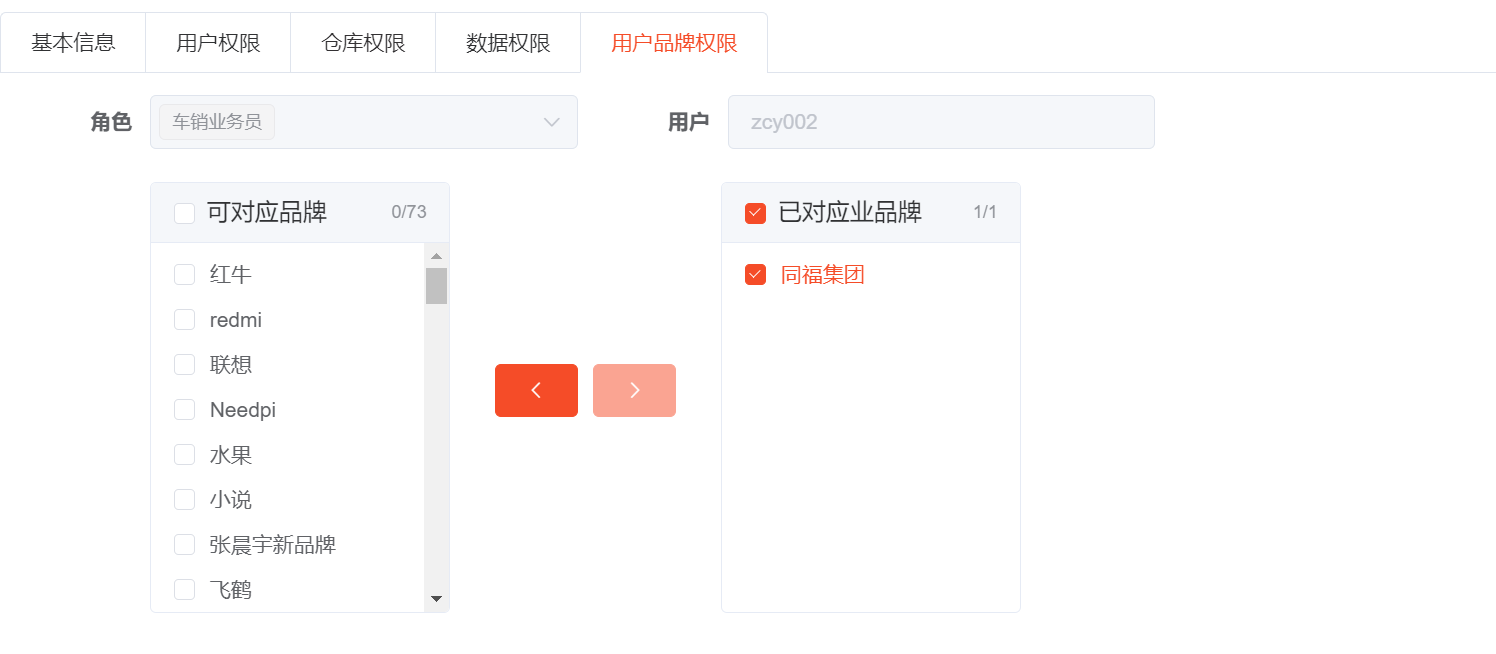 基本信息 用户权限 仓库权限 数据权限 用户品牌权限
角色 车销业务员 用户 zcy002
可对应品牌 0/73
红牛
redmi
联想
Needpi
水果
小说
张晨宇新品牌
飞鹤
已对应业品牌 1/1
同福集团